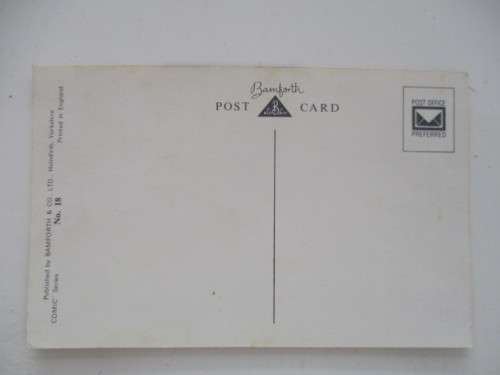 Bamforth
POST CARD
POST OFFICE
PREFERRED
Published by BAMFORTH & CO. LTD., Holmfirth, Yorkshire
"COMIC" Series No. 18 Printed in England